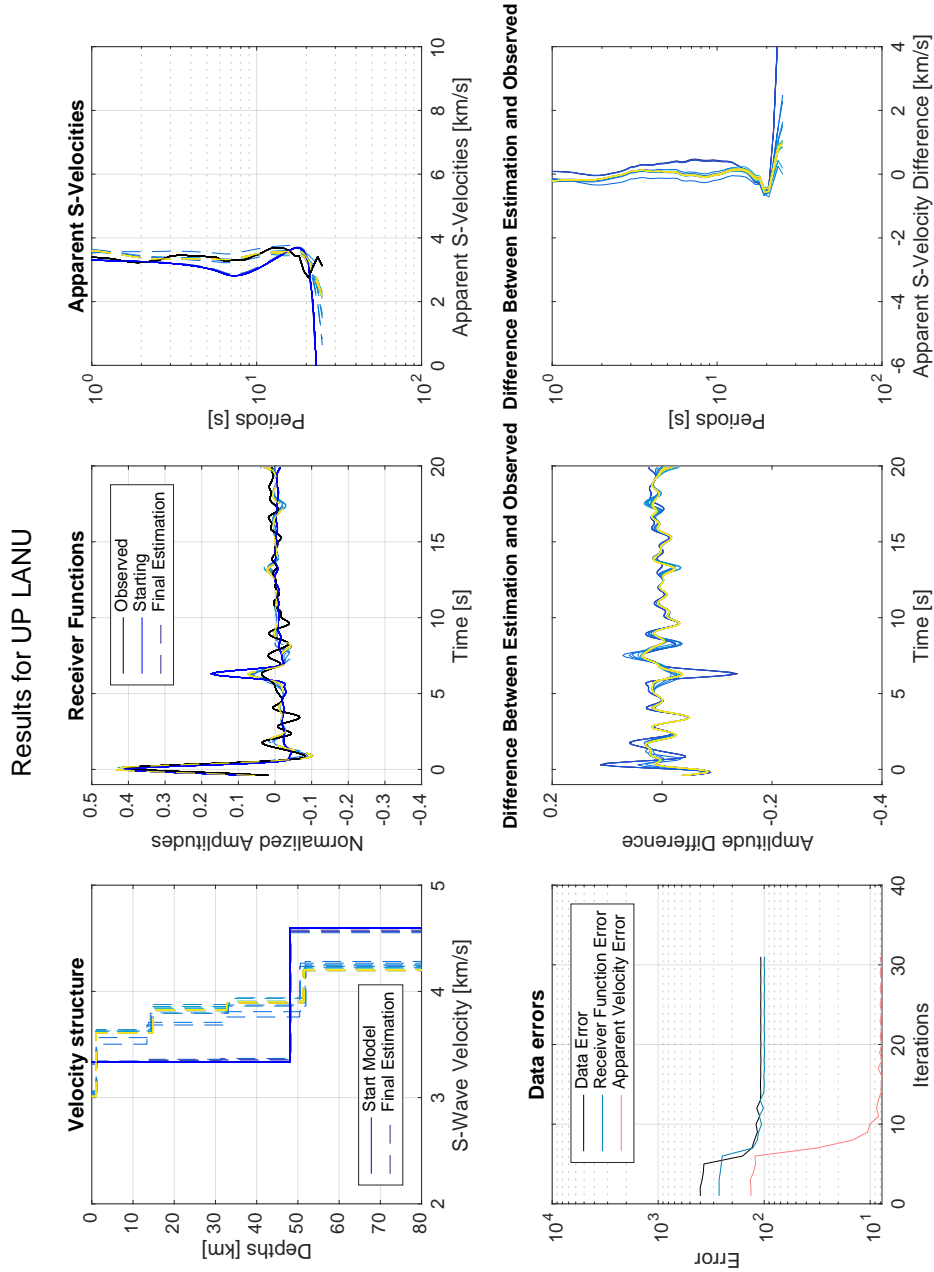 Results for UP LANU
Velocity structure
0
10
20
30
40
50
60
70
80
Depths [km]
2
3
4
5
S-Wave Velocity [km/s]
Start Model
Final Estimation
Receiver Functions
0.5
0.4
0.3
0.2
0.1
0
-0.1
-0.2
-0.3
-0.4
Normalized Amplitudes
0
5
10
15
20
Time [s]
Observed
Starting
Final Estimation
Apparent S-Velocities
10^0
10^1
10^2
Periods [s]
0
2
4
6
8
10
Apparent S-Velocities [km/s]
Data errors
10^4
10^3
10^2
10^1
Error
0
10
20
30
40
Iterations
Data Error
Receiver Function Error
Apparent Velocity Error
Difference Between Estimation and Observed
0.2
0
-0.2
-0.4
Amplitude Difference
0
5
10
15
20
Time [s]
Difference Between Estimation and Observed
10^0
10^1
10^2
Periods [s]
-6
-4
-2
0
2
4
Apparent S-Velocity Difference [km/s]